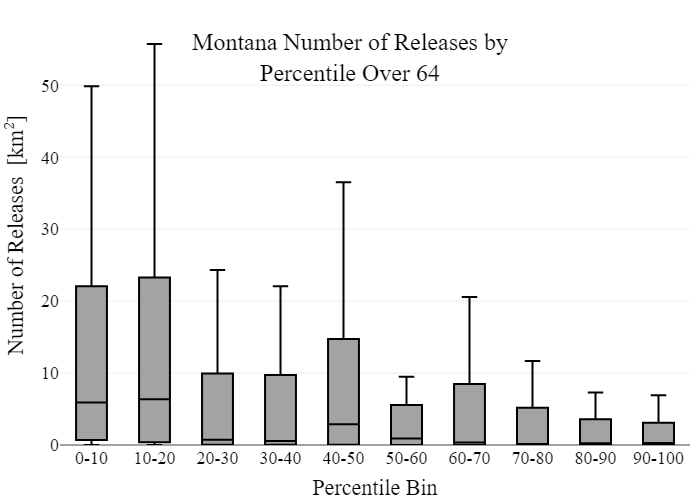 Montana Number of Releases by
Percentile Over 64
Number of Releases [km²]
50
40
30
20
10
0
0-10 10-20 20-30 30-40 40-50 50-60 60-70 70-80 80-90 90-100
Percentile Bin